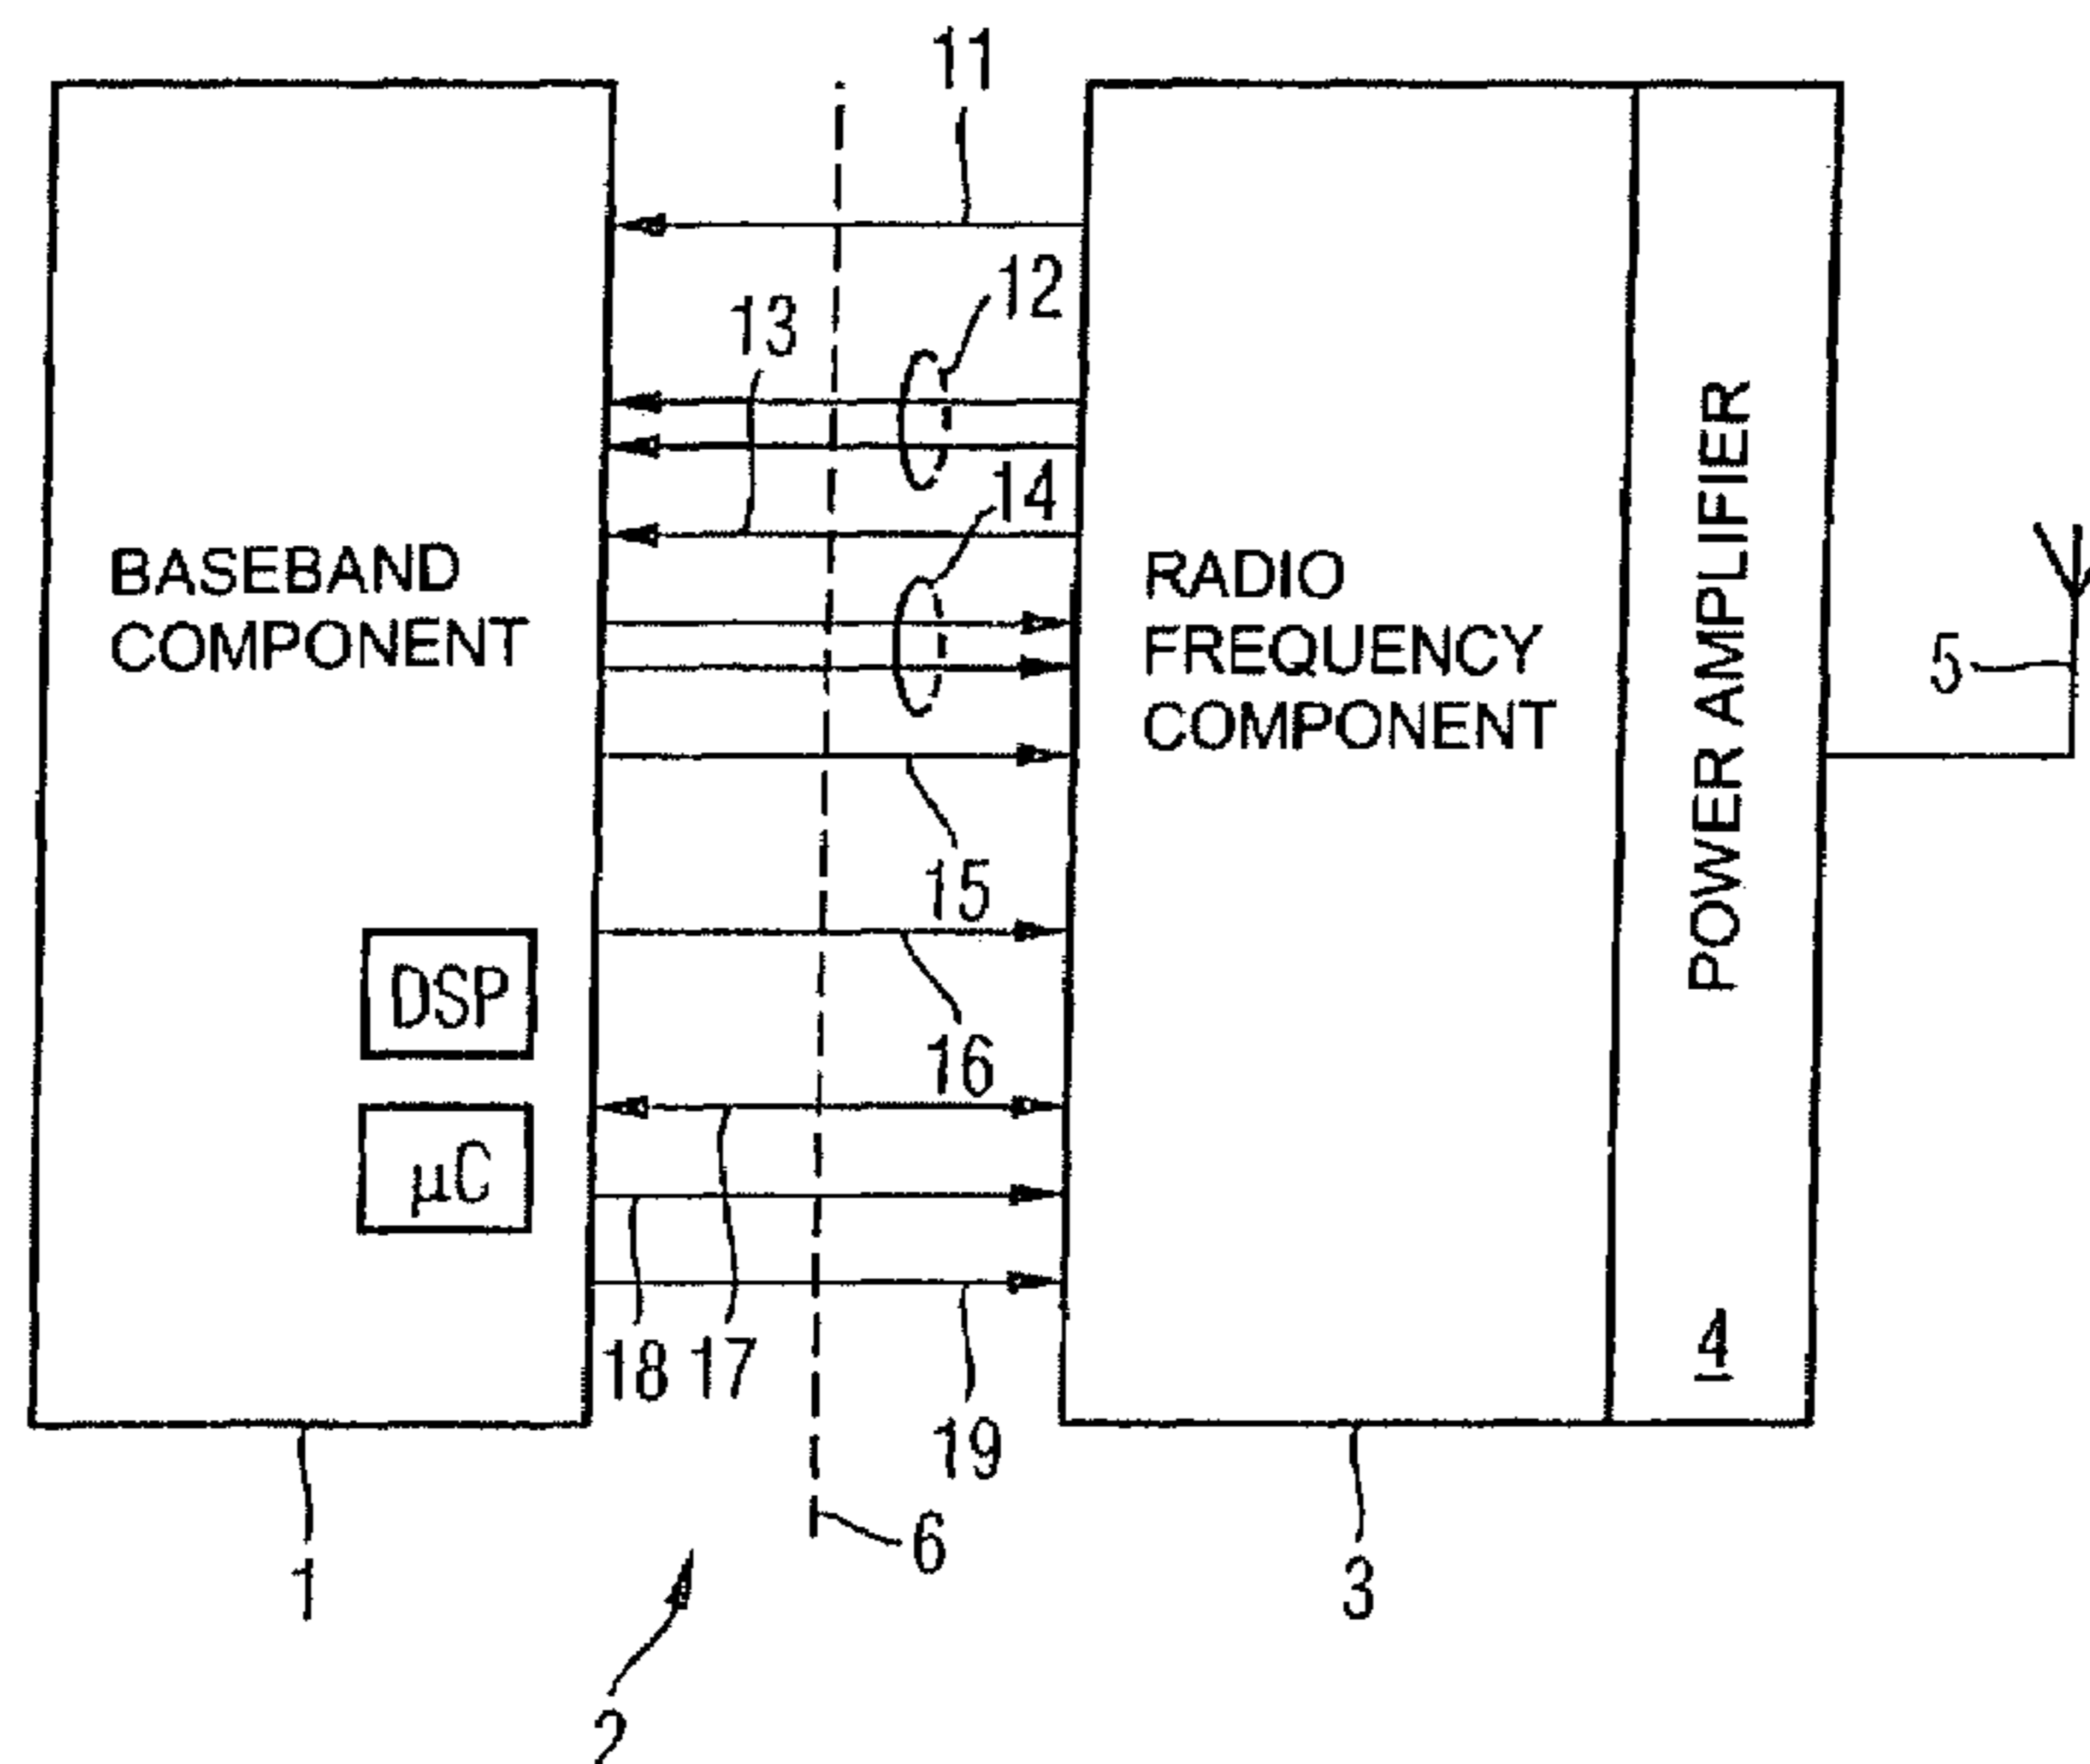 11
12
13
14
BASEBAND
COMPONENT
RADIO
FREQUENCY
COMPONENT
POWER AMPLIFIER
5
15
DSP
16
µC
18
17
19
4
1
6
3
2